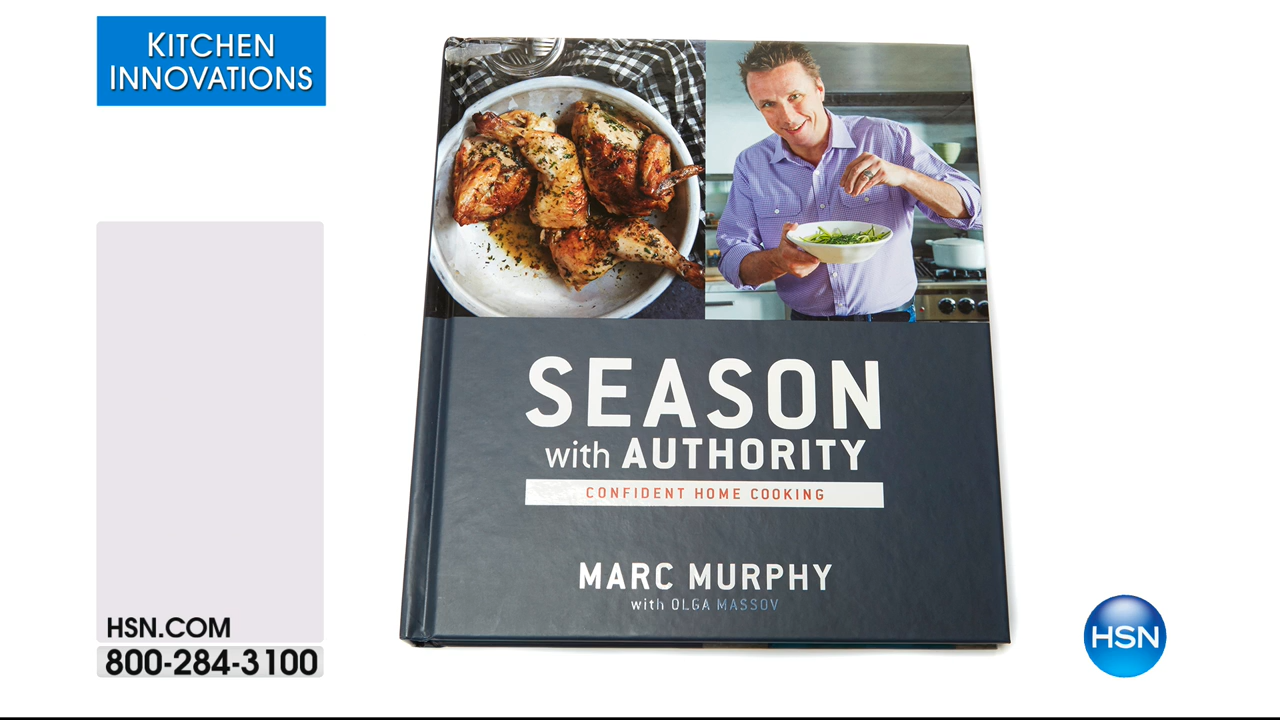 KITCHEN
INNOVATIONS
SEASON
with AUTHORITY
CONFIDENT HOME COOKING
MARC MURPHY
with OLGA MASSOV
HSN.COM
800-284-3100
HSN